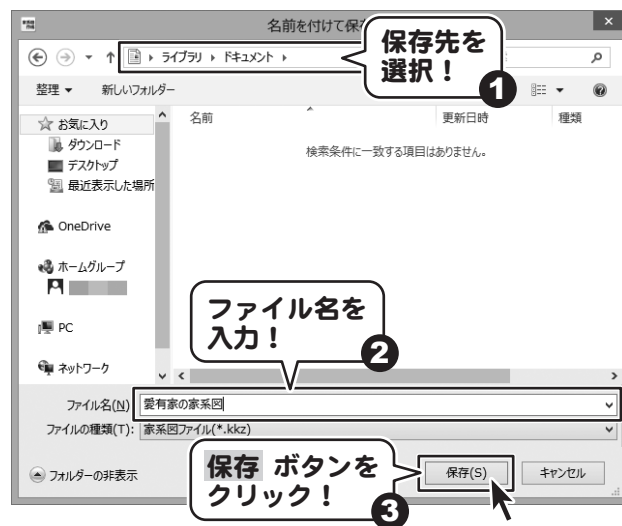 名前を付けて保存
保存先を
選択！
1
ライブラリ ドキュメント
整理 新しいフォルダー
お気に入り
ダウンロード
デスクトップ
最近表示した場所
OneDrive
ホームグループ
PC
ネットワーク
名前 更新日時 種類
検索条件に一致する項目はありません。
ファイル名を
入力！
2
ファイル名(N) 愛有家の家系図
ファイルの種類(T): 家系図ファイル(*.kkz)
保存 ボタンを
クリック！
3
フォルダーの非表示 保存(S) キャンセル